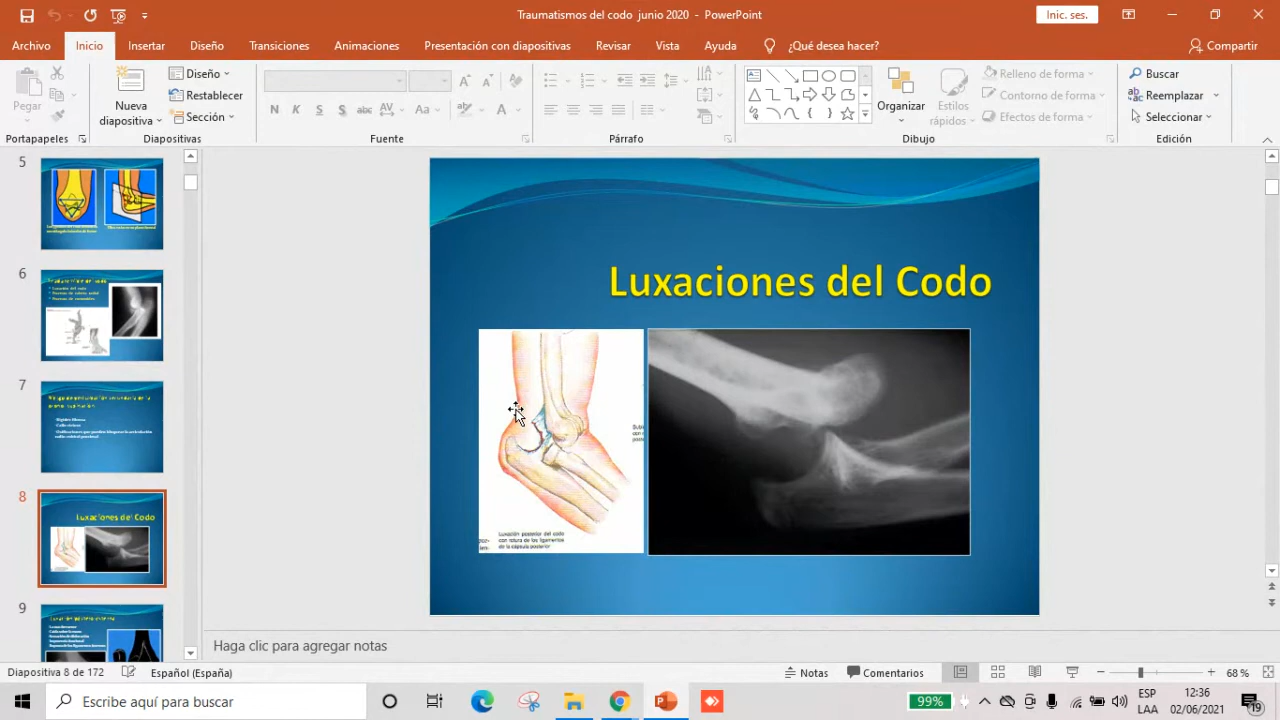 Traumatismos del codo junio 2020 - PowerPoint
Inic. ses.
Archivo Inicio Insertar Diseño Transiciones Animaciones Presentación con diapositivas Revisar Vista Ayuda ¿Qué desea hacer? Compartir
Pegar
Nueva diapositiva
Diseño
Restablecer
Sección
N K S S abc AV Aa A
Organizar
Estilos rápidos
Relleno de forma
Contorno de forma
Efectos de forma
Buscar
Reemplazar
Seleccionar
Portapapeles Diapositivas Fuente Párrafo Dibujo Edición
5
6
7
8
Luxaciones del Codo
9
Luxaciones del Codo
Luxación posterior del codo
con rotura de los ligamentos
de la cápsula posterior
Haga clic para agregar notas
Diapositiva 8 de 172 Español (España) Notas Comentarios 68 %
Escribe aquí para buscar
99%
ESP
LAA
12:36
02/06/2021
19